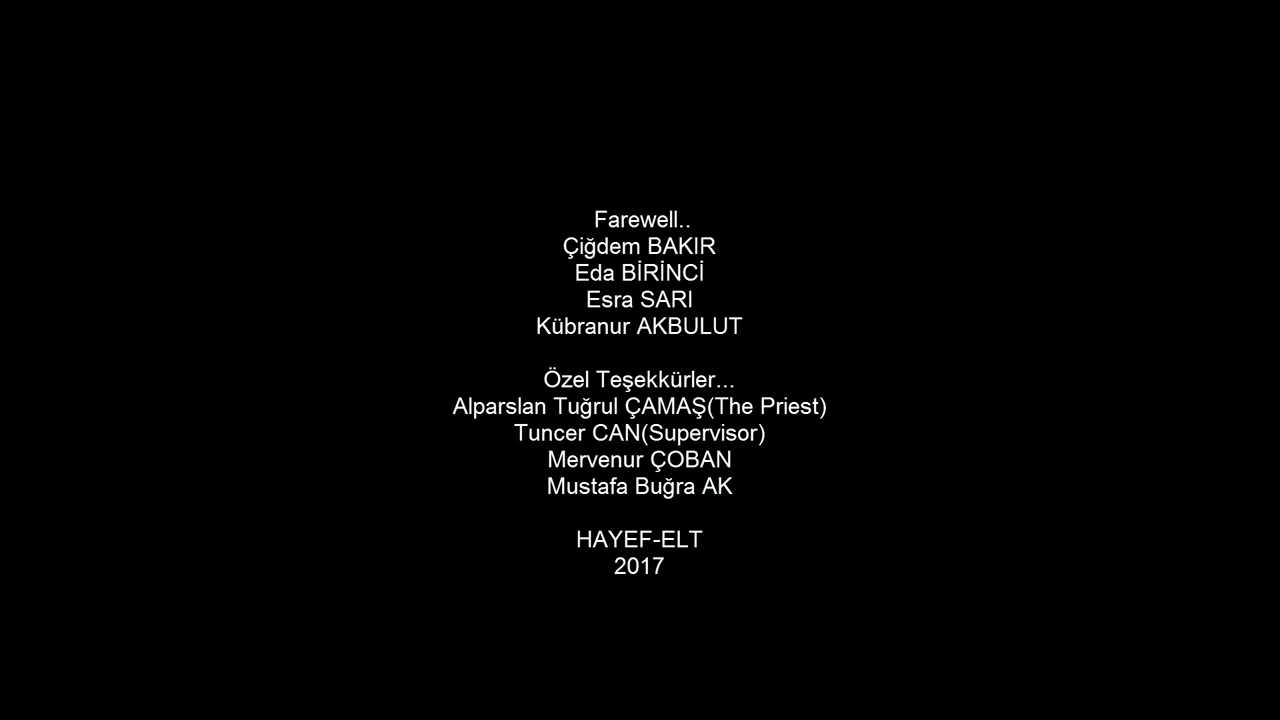 Farewell..
Çiğdem BAKIR
Eda BİRİNCİ
Esra SARI
Kübranur AKBULUT
Özel Teşekkürler...
Alparslan Tuğrul ÇAMAŞ(The Priest)
Tuncer CAN(Supervisor)
Mervenur ÇOBAN
Mustafa Buğra AK
HAYEF-ELT
2017